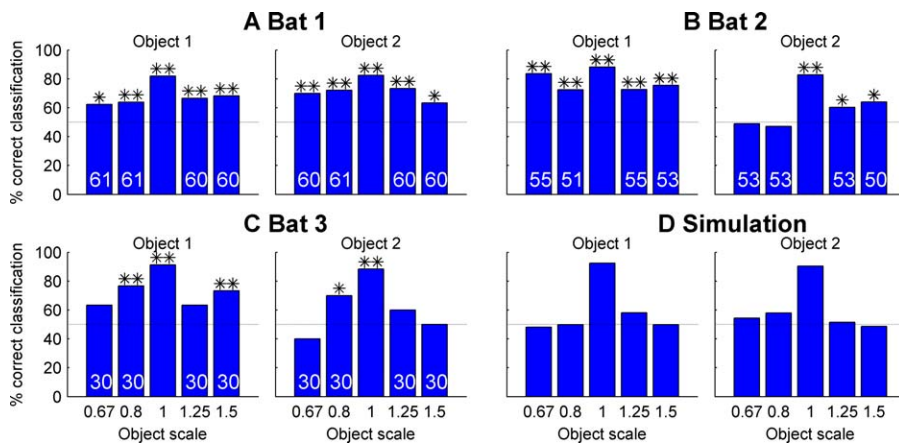 A Bat 1
B Bat 2
Object 1
Object 2
Object 1
Object 2
% correct classification
100
80
60
40
20
0
* ** ** ** **
** ** ** ** *
** ** ** ** **
** * *
61 61 60 60
60 61 60 60
55 51 55 53
53 53 53 50
C Bat 3
D Simulation
Object 1
Object 2
Object 1
Object 2
% correct classification
100
80
60
40
20
0
** ** **
* **
30 30 30 30
30 30 30 30
0.67 0.8 1 1.25 1.5
0.67 0.8 1 1.25 1.5
0.67 0.8 1 1.25 1.5
0.67 0.8 1 1.25 1.5
Object scale
Object scale
Object scale
Object scale